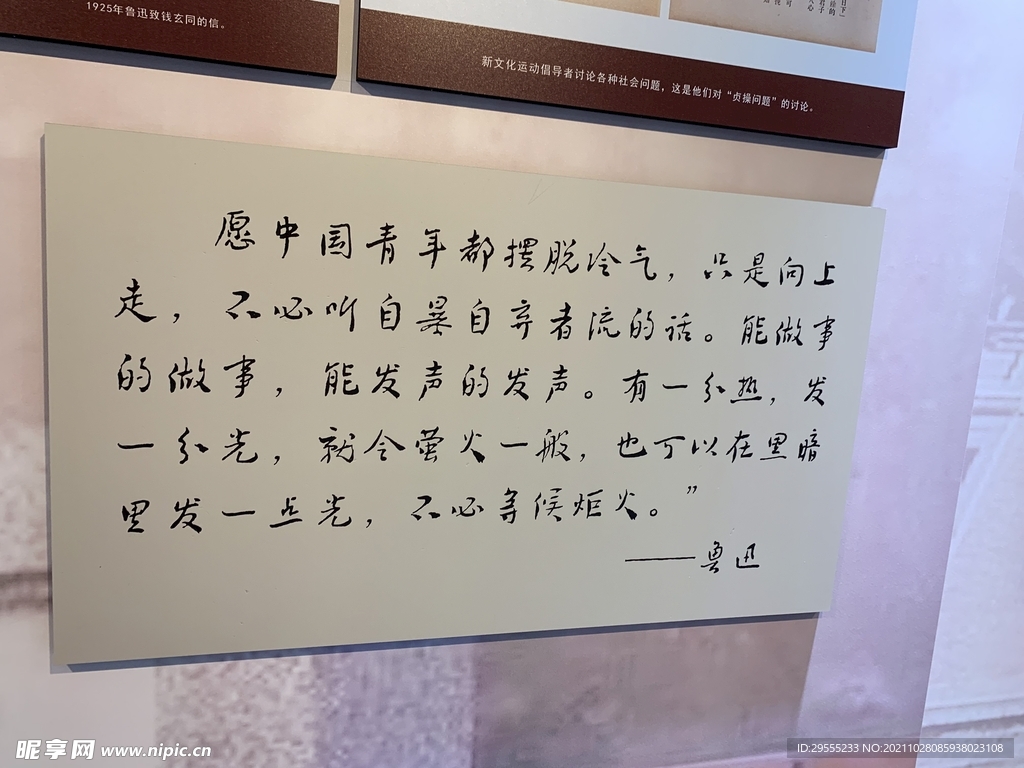 1925年鲁迅致钱玄同的信。
新文化运动倡导者讨论各种社会问题，这是他们对“贞操问题”的讨论。
愿中国青年都摆脱冷气，只是向上
走，不必听自暴自弃者流的话。能做事
的做事，能发声的发声。有一分热，发
一分光，就令萤火一般，也可以在黑暗
里发一点光，不必等候炬火。”
——鲁迅
昵享网 www.nipic.cn
ID:29555233 NO:20211028085938023108